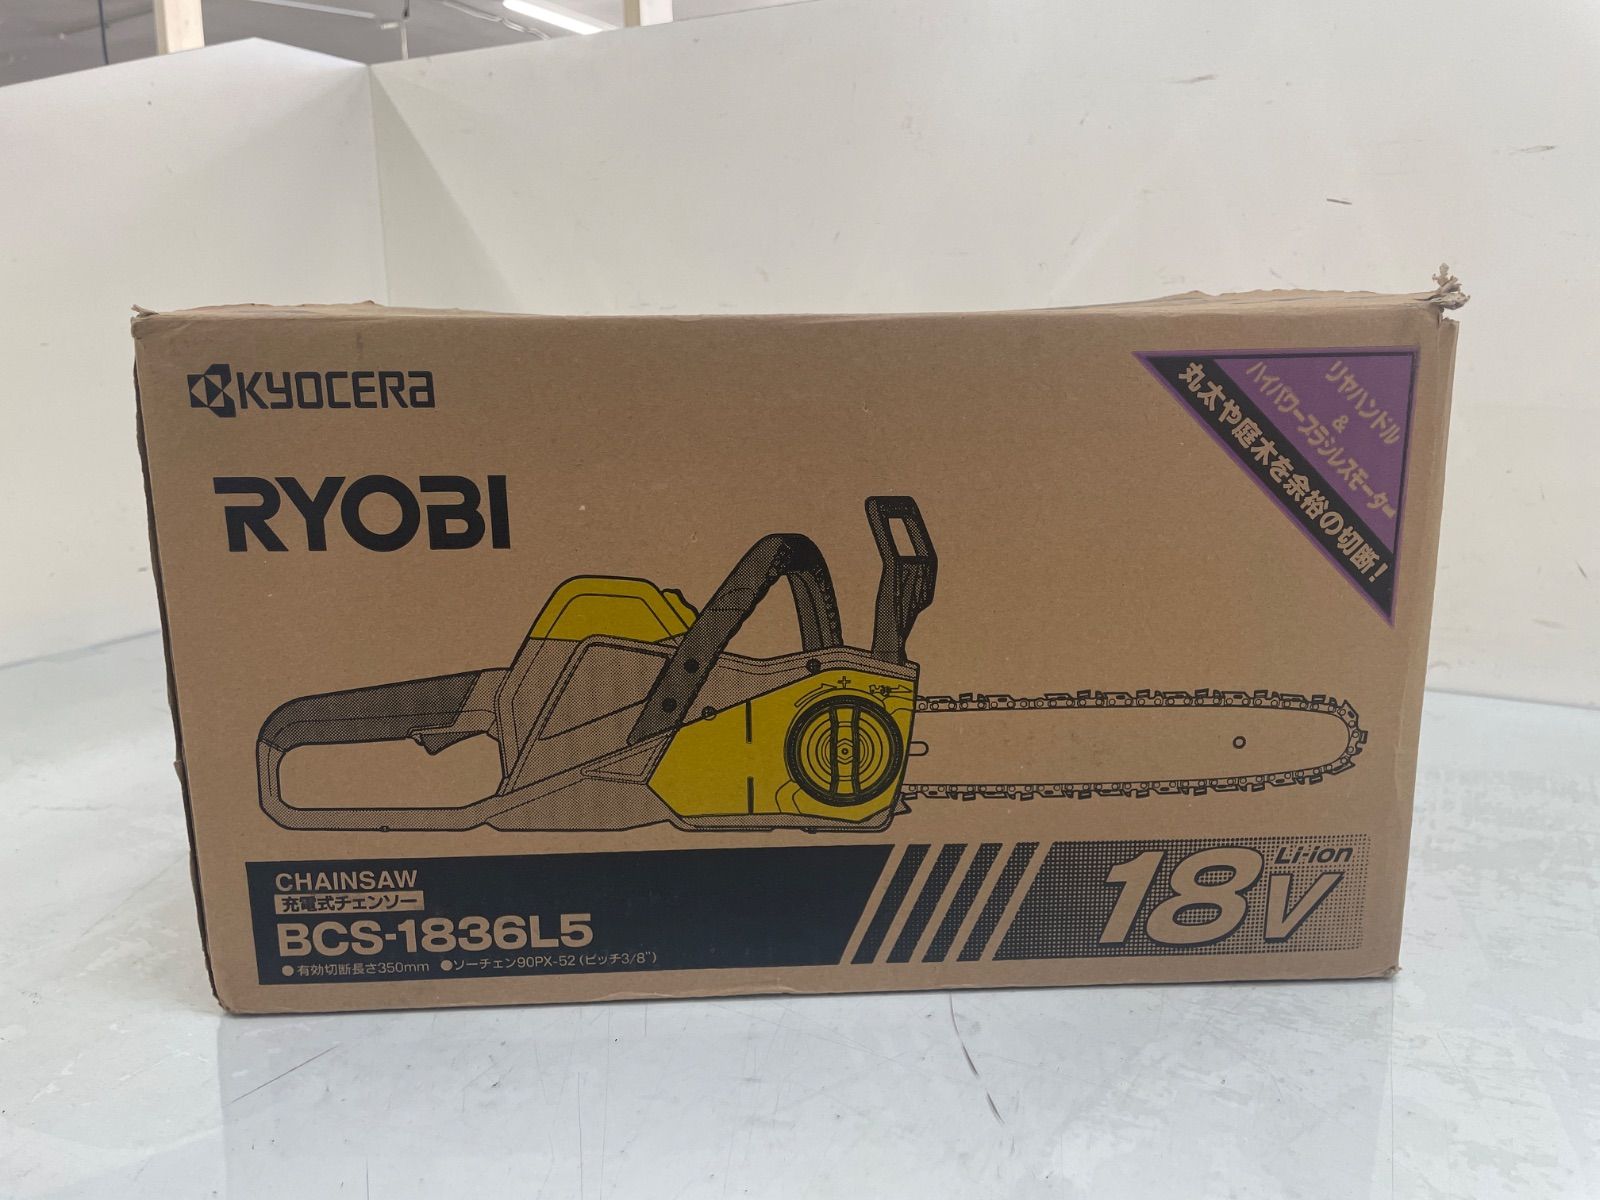 KYOCERA
RYOBI
リヤハンドル
&
ハイパワーブラシレスモーター
丸太や庭木を余裕の切断!
CHAINSAW
充電式チェンソー
BCS-1836L5
●有効切断長さ350mm ●ソーチェン90PX-52(ピッチ3/8")
Li-ion
18V